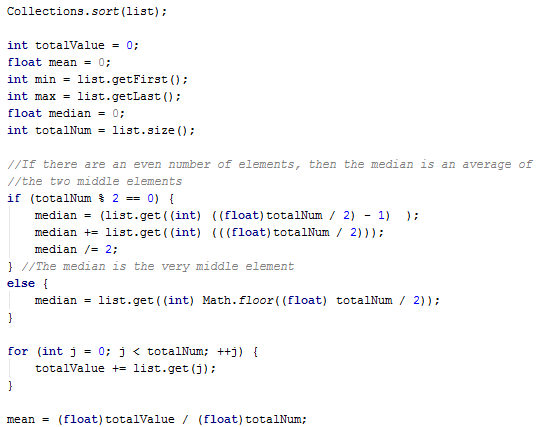 Collections.sort(list);

int totalValue = 0;
float mean = 0;
int min = list.getFirst();
int max = list.getLast();
float median = 0;
int totalNum = list.size();

//If there are an even number of elements, then the median is an average of
//the two middle elements
if (totalNum % 2 == 0) {
    median = (list.get((int) ((float)totalNum / 2) - 1)  );
    median += list.get((int) (((float)totalNum / 2)));
    median /= 2;
} //The median is the very middle element
else {
    median = list.get((int) Math.floor((float) totalNum / 2));
}

for (int j = 0; j < totalNum; ++j) {
    totalValue += list.get(j);
}

mean = (float)totalValue / (float)totalNum;